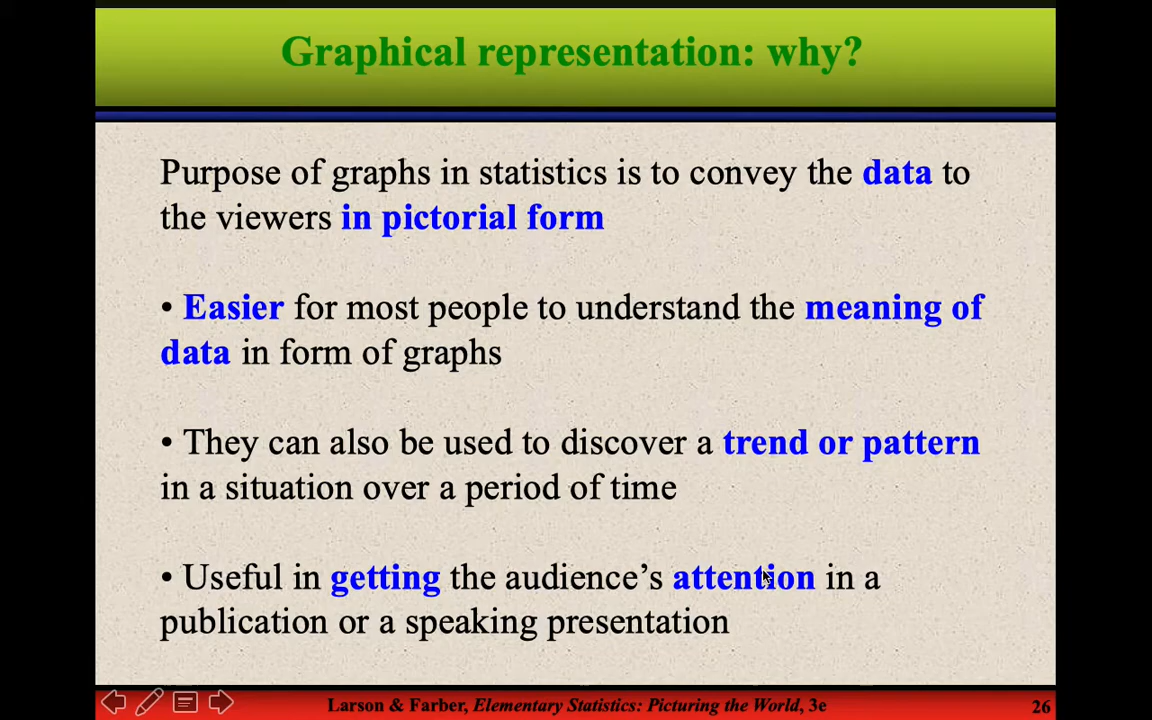 Graphical representation: why?
Purpose of graphs in statistics is to convey the data to
the viewers in pictorial form
• Easier for most people to understand the meaning of
data in form of graphs
• They can also be used to discover a trend or pattern
in a situation over a period of time
• Useful in getting the audience’s attention in a
publication or a speaking presentation
Larson & Farber, Elementary Statistics: Picturing the World, 3e
26